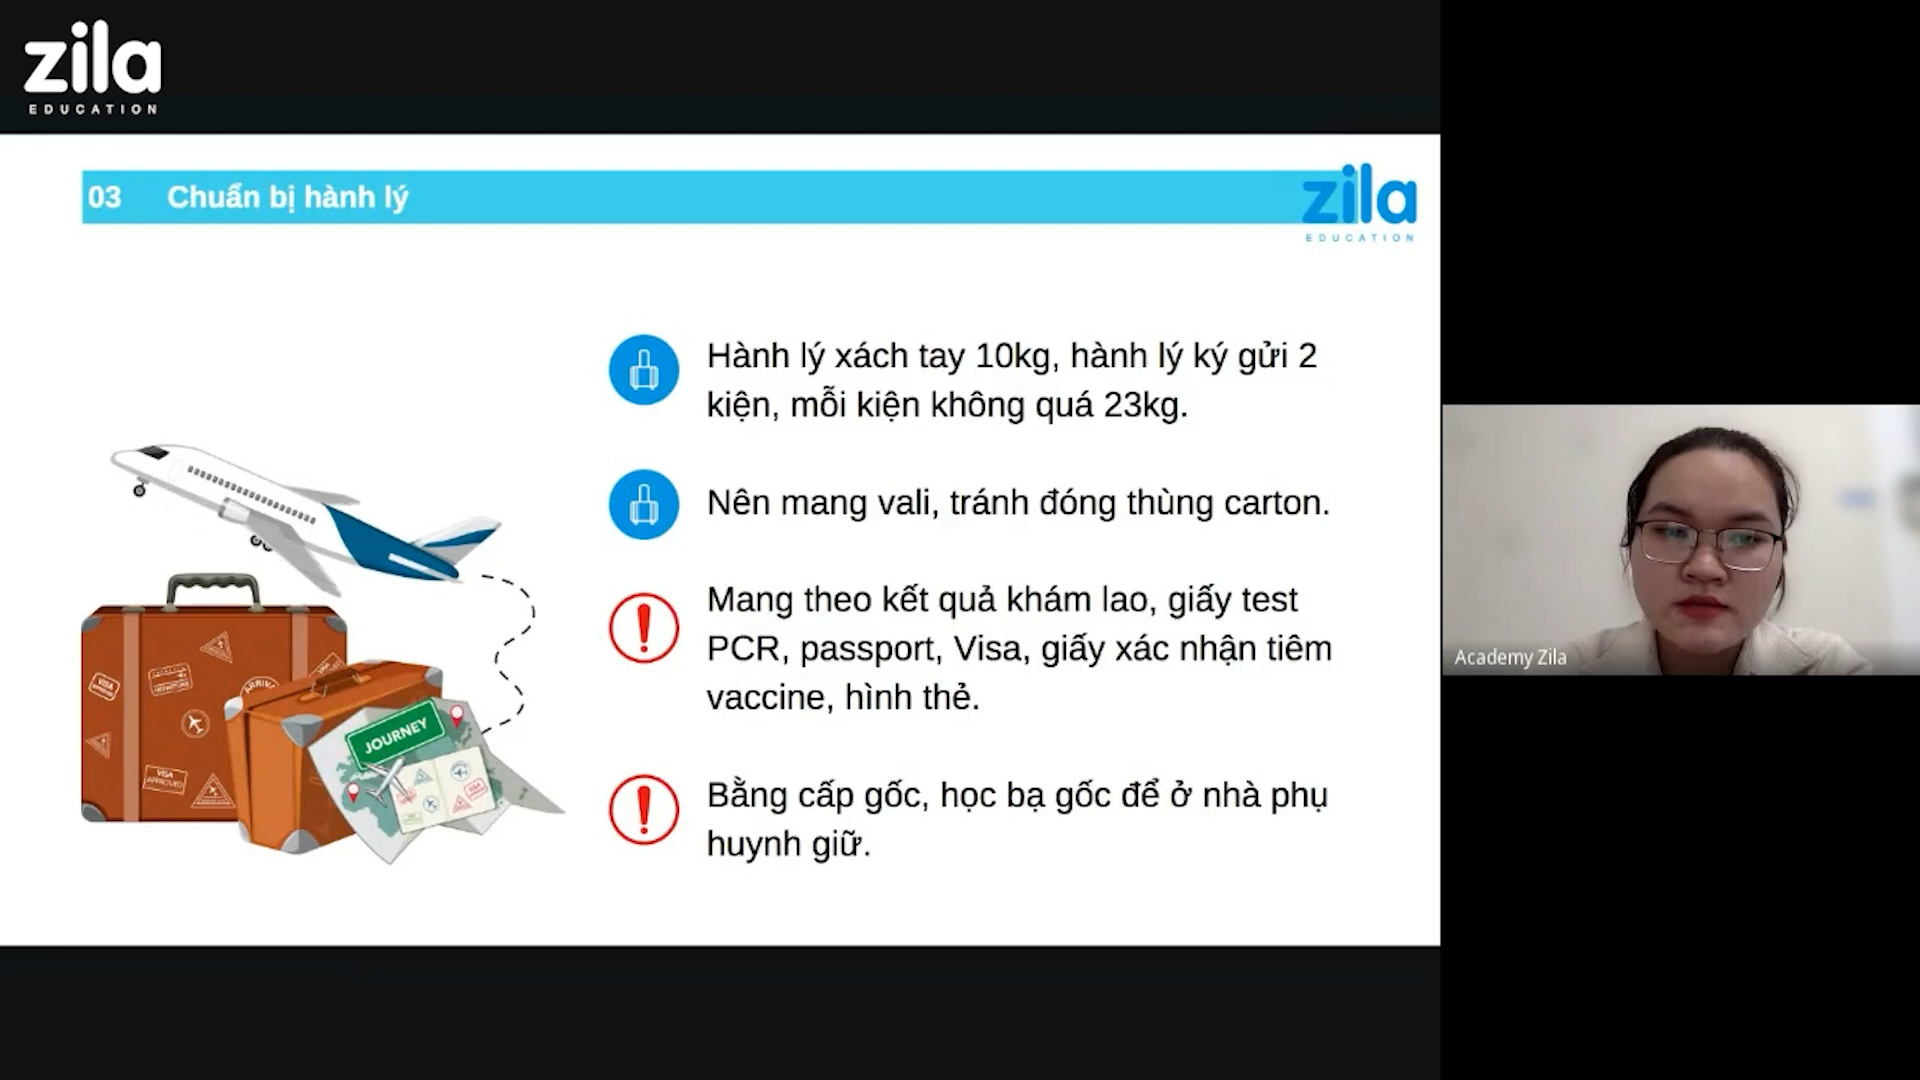 zila
EDUCATION
03 Chuẩn bị hành lý
zila
EDUCATION
Hành lý xách tay 10kg, hành lý ký gửi 2
kiện, mỗi kiện không quá 23kg.
Nên mang vali, tránh đóng thùng carton.
Mang theo kết quả khám lao, giấy test
PCR, passport, Visa, giấy xác nhận tiêm
vaccine, hình thẻ.
Bằng cấp gốc, học bạ gốc để ở nhà phụ
huynh giữ.
JOURNEY
VISA
APPROVED
Academy Zila